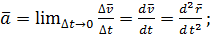 ā = lim_{Δt→0} Δv̄/Δt = dv̄/dt = d²r̄/dt²;